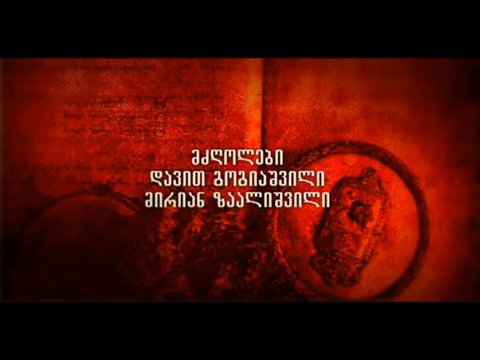 მძღოლები
დავით გოგიაშვილი
მირიან ზაალიშვილი